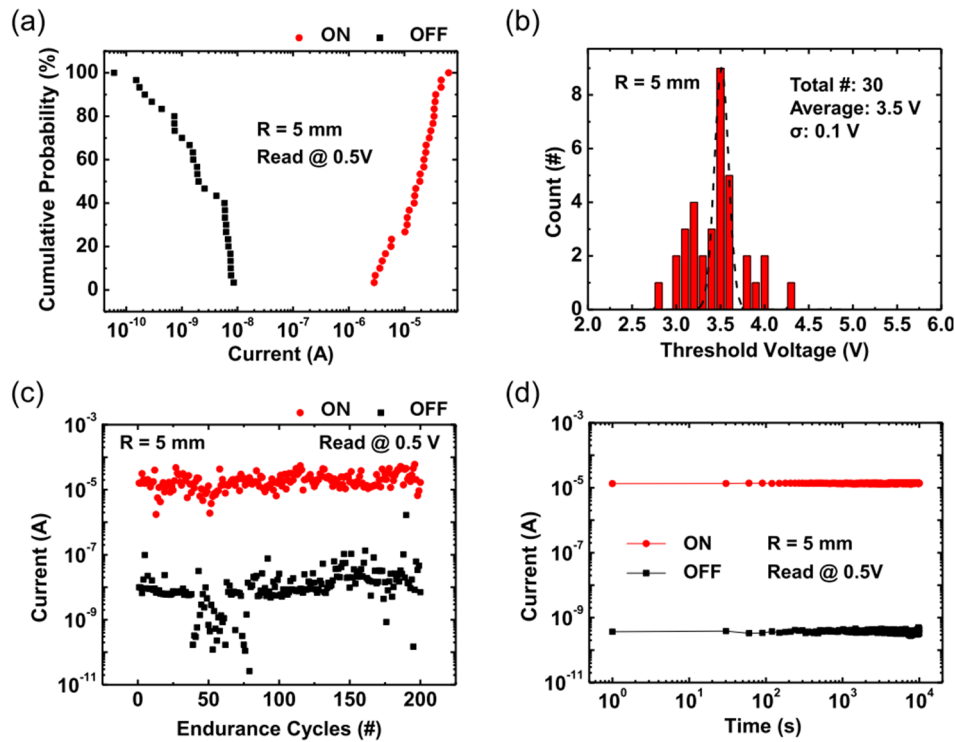 (a)
ON OFF
Cumulative Probability (%)
100
80
60
40
20
0
R = 5 mm
Read @ 0.5V
10⁻¹⁰ 10⁻⁹ 10⁻⁸ 10⁻⁷ 10⁻⁶ 10⁻⁵
Current (A)
(b)
Count (#)
8
6
4
2
0
R = 5 mm
Total #: 30
Average: 3.5 V
σ: 0.1 V
2.0 2.5 3.0 3.5 4.0 4.5 5.0 5.5 6.0
Threshold Voltage (V)
(c)
ON OFF
Current (A)
10⁻³
10⁻⁵
10⁻⁷
10⁻⁹
10⁻¹¹
R = 5 mm Read @ 0.5 V
0 50 100 150 200
Endurance Cycles (#)
(d)
Current (A)
10⁻³
10⁻⁵
10⁻⁷
10⁻⁹
10⁻¹¹
ON R = 5 mm
OFF Read @ 0.5V
10⁰ 10¹ 10² 10³ 10⁴
Time (s)